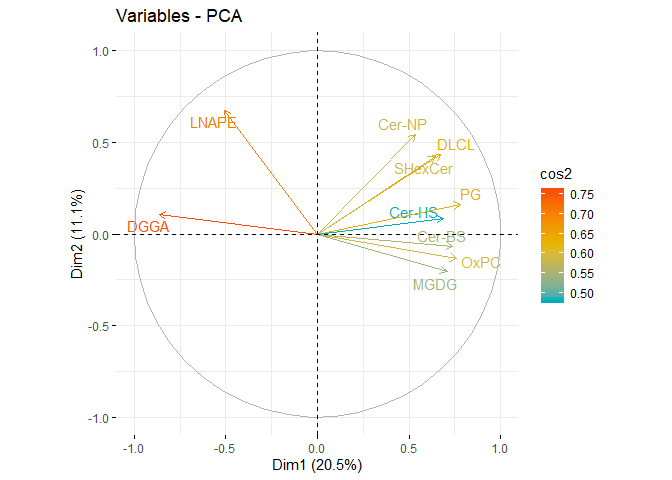 Variables - PCA
1.0
0.5
0.0
-0.5
-1.0
Dim2 (11.1%)
LNAPE
Cer-NP
DLCL
SHexCer
PG
Cer-HS
DGGA
Cer-BS
OxPC
MGDG
-1.0 -0.5 0.0 0.5 1.0
Dim1 (20.5%)
cos2
0.75
0.70
0.65
0.60
0.55
0.50